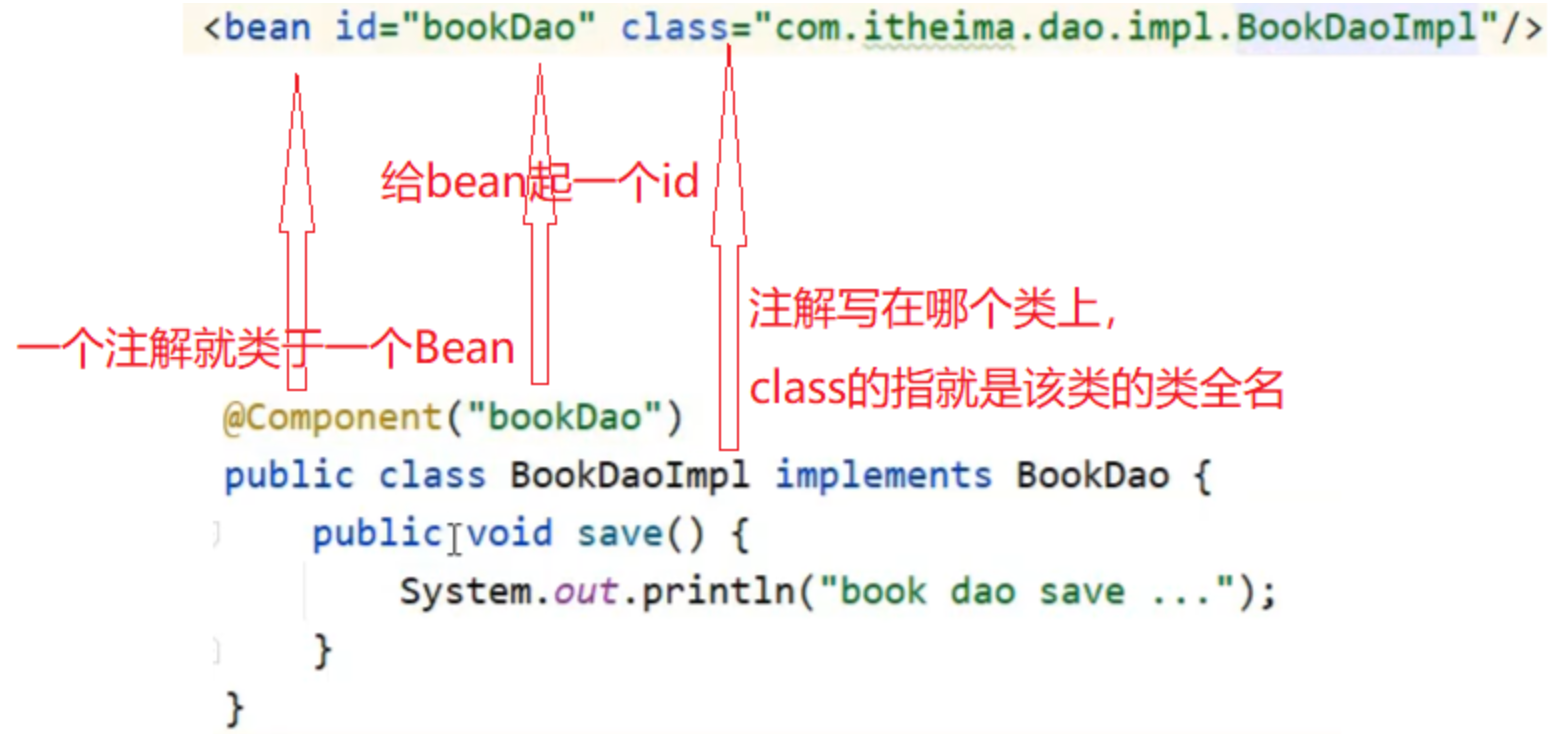 <bean id="bookDao" class="com.itheima.dao.impl.BookDaoImpl"/>
给bean起一个id
注解写在哪个类上，
一个注解就类于一个Bean
class的指就是该类的类全名
@Component("bookDao")
public class BookDaoImpl implements BookDao {
public void save() {
System.out.println("book dao save ...");
}
}